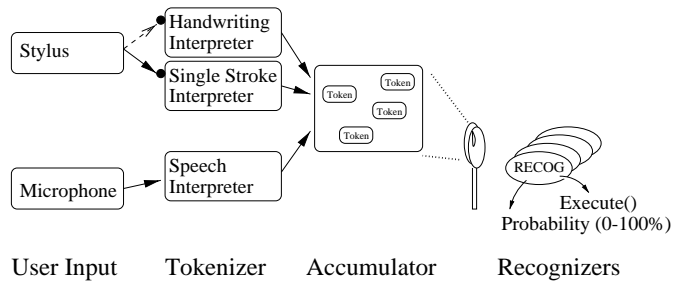 Stylus
Handwriting
Interpreter
Single Stroke
Interpreter
Microphone
Speech
Interpreter
Token
Token
Token
Token
RECOG
Execute()
Probability (0-100%)
User Input
Tokenizer
Accumulator
Recognizers